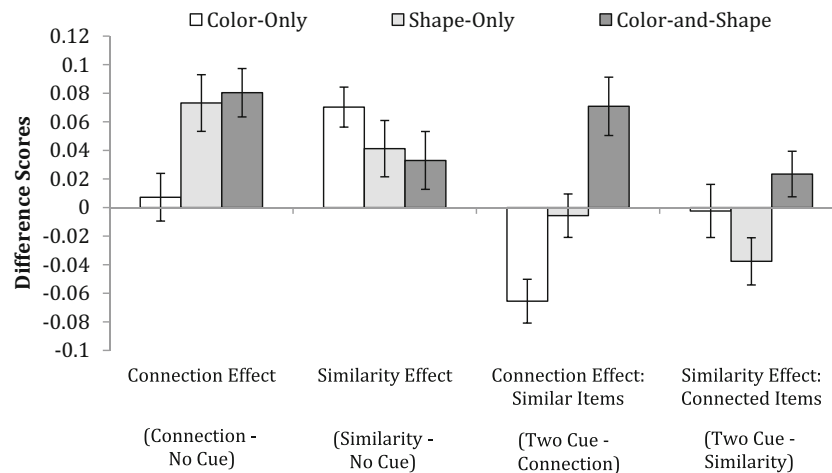 Color-Only Shape-Only Color-and-Shape
0.12
0.1
0.08
0.06
0.04
0.02
0
-0.02
-0.04
-0.06
-0.08
-0.1
Difference Scores
Connection Effect
(Connection -
No Cue)
Similarity Effect
(Similarity -
No Cue)
Connection Effect:
Similar Items
(Two Cue -
Connection)
Similarity Effect:
Connected Items
(Two Cue -
Similarity)